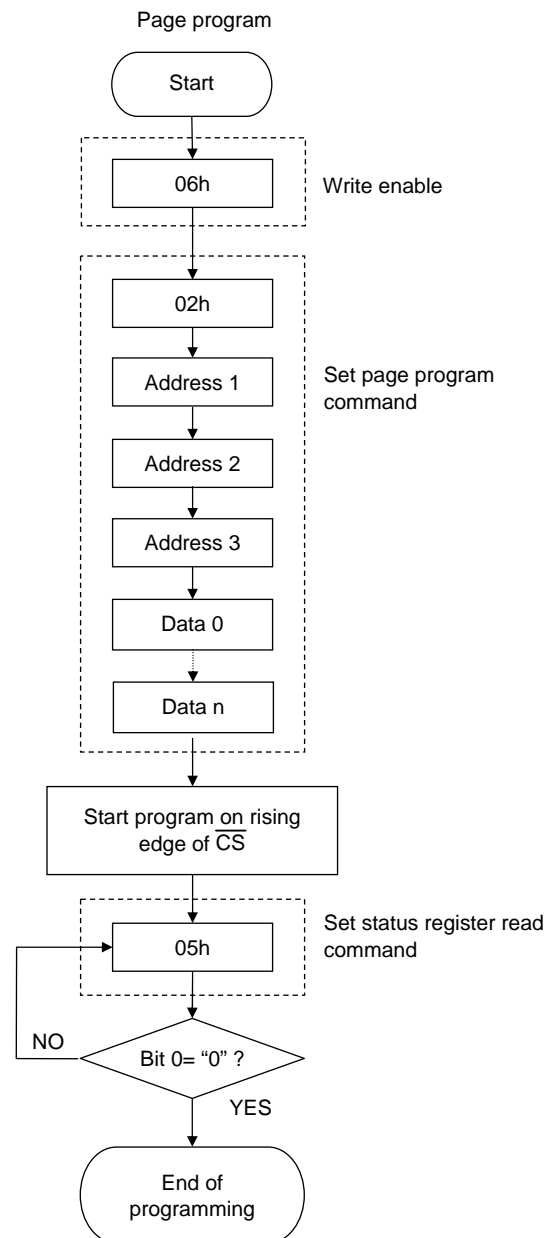 Page program
Start
06h
Write enable
02h
Address 1
Set page program
command
Address 2
Address 3
Data 0
Data n
Start program on rising
edge of C̅S̅
Set status register read
command
05h
NO
Bit 0= “0” ?
YES
End of
programming